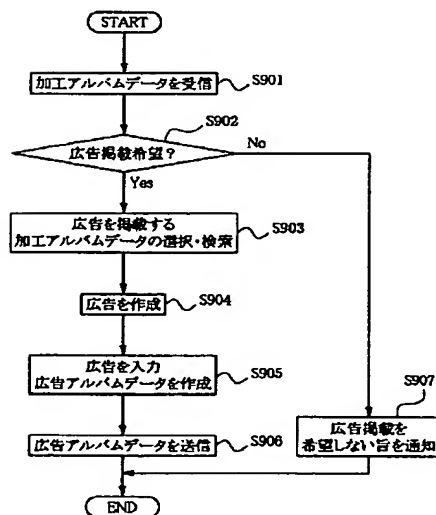 START
加工アルバムデータを受信
S901
S902
広告掲載希望？
No
Yes
広告を掲載する
加工アルバムデータの選択・検索
S903
広告を作成
S904
広告を入力
広告アルバムデータを作成
S905
S907
広告掲載を
希望しない旨を通知
広告アルバムデータを送信
S906
END